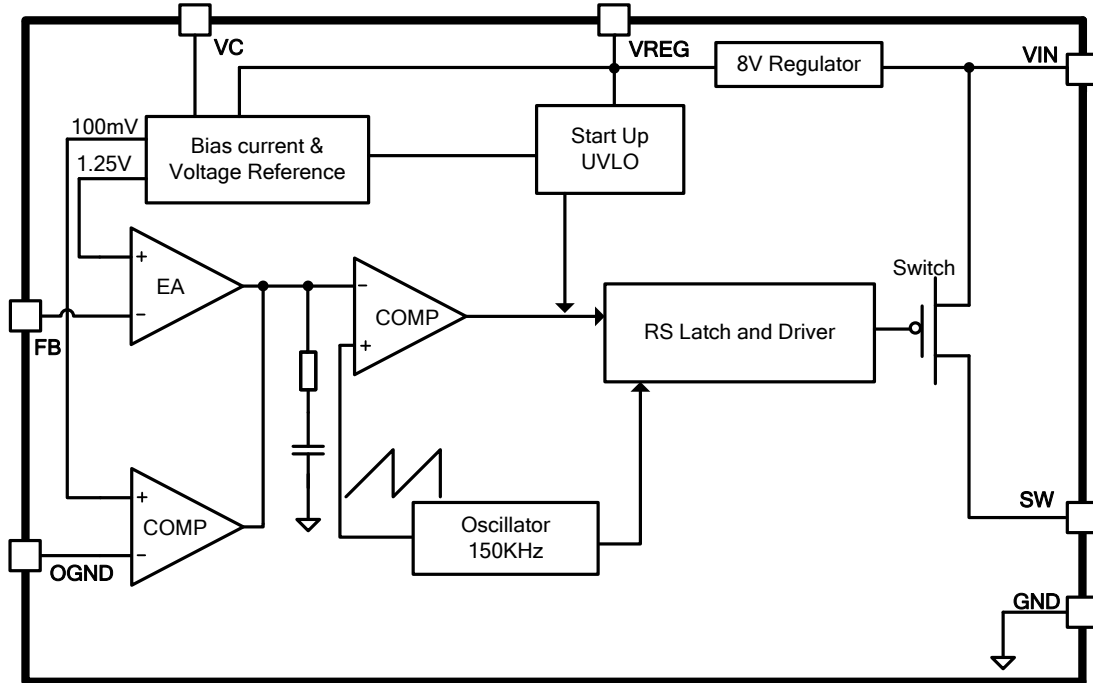 VC
VREG
8V Regulator
VIN
100mV
Bias current &
Voltage Reference
Start Up
UVLO
1.25V
+
EA
−
FB
−
COMP
+
RS Latch and Driver
Switch
+
COMP
−
OGND
Oscillator
150KHz
SW
GND